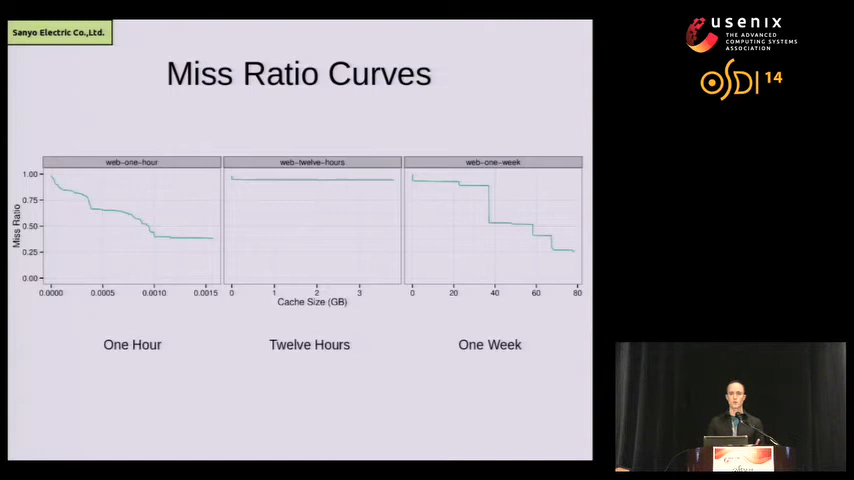 Sanyo Electric Co.,Ltd.
usenix
THE ADVANCED
COMPUTING SYSTEMS
ASSOCIATION
OSDI 14
Miss Ratio Curves
web-one-hour
web-twelve-hours
web-one-week
Miss Ratio
1.00
0.75
0.50
0.25
0.00
0.0000 0.0005 0.0010 0.0015
0 1 2 3
0 20 40 60 80
Cache Size (GB)
One Hour
Twelve Hours
One Week